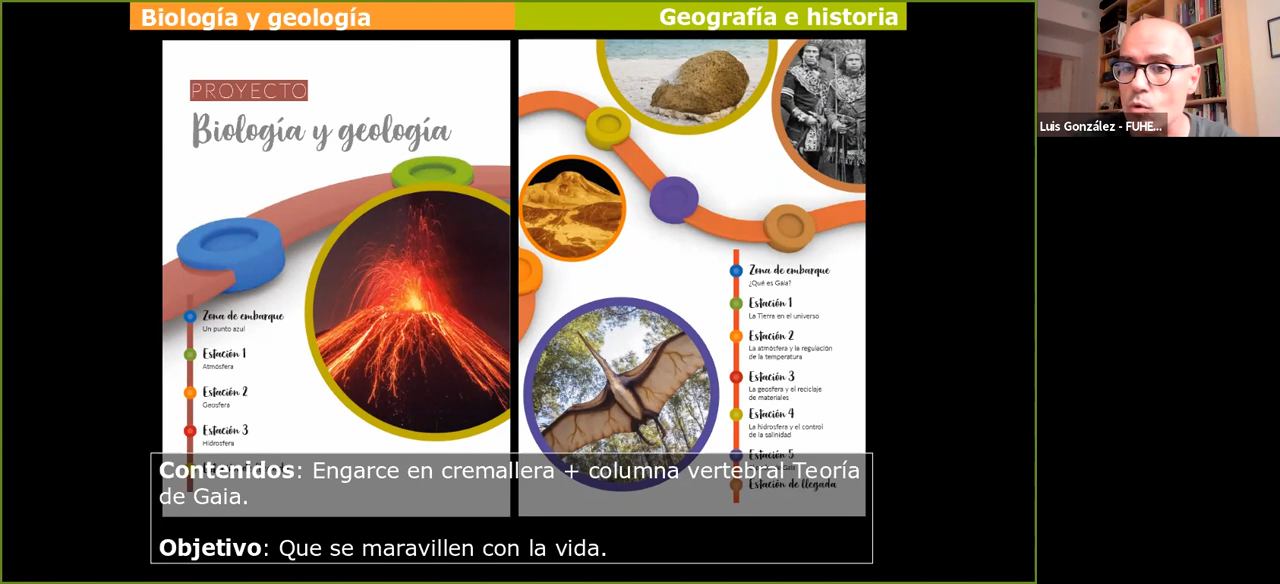 Biología y geología
Geografía e historia
PROYECTO
Biología y geología
Zona de embarque
Un punto azul
Estación 1
Atmósfera
Estación 2
Geosfera
Estación 3
Hidrosfera
Zona de embarque
¿Qué es Gaia?
Estación 1
La Tierra en el universo
Estación 2
La atmósfera y la regulación
de la temperatura
Estación 3
La geosfera y el reciclaje
de materiales
Estación 4
La hidrosfera y el control
de la salinidad
Estación 5
Estación de llegada
Contenidos: Engarce en cremallera + columna vertebral Teoría
de Gaia.
Objetivo: Que se maravillen con la vida.
Luis González - FUHE...